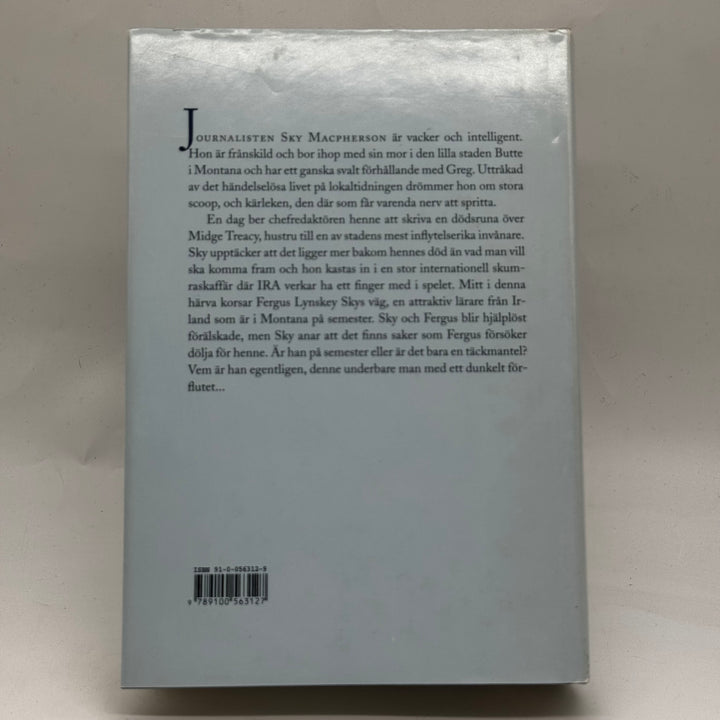 JOURNALISTEN SKY MACPHERSON är vacker och intelligent.
Hon är frånskild och bor ihop med sin mor i den lilla staden Butte
i Montana och har ett ganska svalt förhållande med Greg. Uttråkad
av det händelselösa livet på lokaltidningen drömmer hon om stora
scoop, och kärleken, den där som får varenda nerv att spritta.
En dag ber chefredaktören henne att skriva en dödsruna över
Midge Treacy, hustru till en av stadens mest inflytelserika invånare.
Sky upptäcker att det ligger mer bakom hennes död än vad man vill
ska komma fram och hon kastas in i en stor internationell skum-
raskaffär där IRA verkar ha ett finger med i spelet. Mitt i denna
härva korsar Fergus Lynskey Skys väg, en attraktiv lärare från Ir-
land som är i Montana på semester. Sky och Fergus blir hjälplöst
förälskade, men Sky anar att det finns saker som Fergus försöker
dölja för henne. Är han på semester eller är det bara en täckmantel?
Vem är han egentligen, denne underbare man med ett dunkelt för-
flutet...
ISBN 91-0-056312-9
9 789100 563127